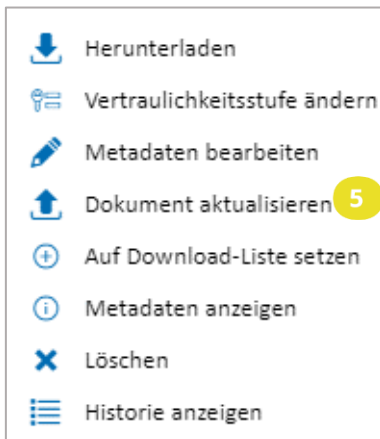 Herunterladen
Vertraulichkeitsstufe ändern
Metadaten bearbeiten
Dokument aktualisieren 5
Auf Download-Liste setzen
Metadaten anzeigen
Löschen
Historie anzeigen